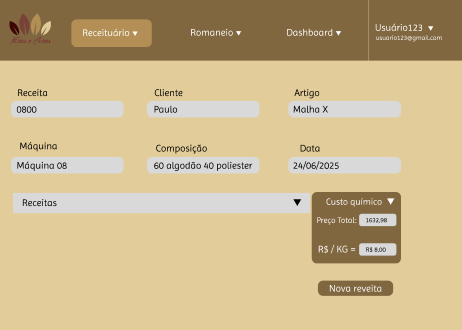 Receituário ▼ Romaneio ▼ Dashboard ▼ Usuário123 ▼
usuario123@gmail.com
Receita Cliente Artigo
0800 Paulo Malha X
Máquina Composição Data
Máquina 08 60 algodão 40 poliester 24/06/2025
Receitas ▼ Custo químico ▼
Preço Total: 1632,98
R$ / KG = R$ 8,00
Nova reveita